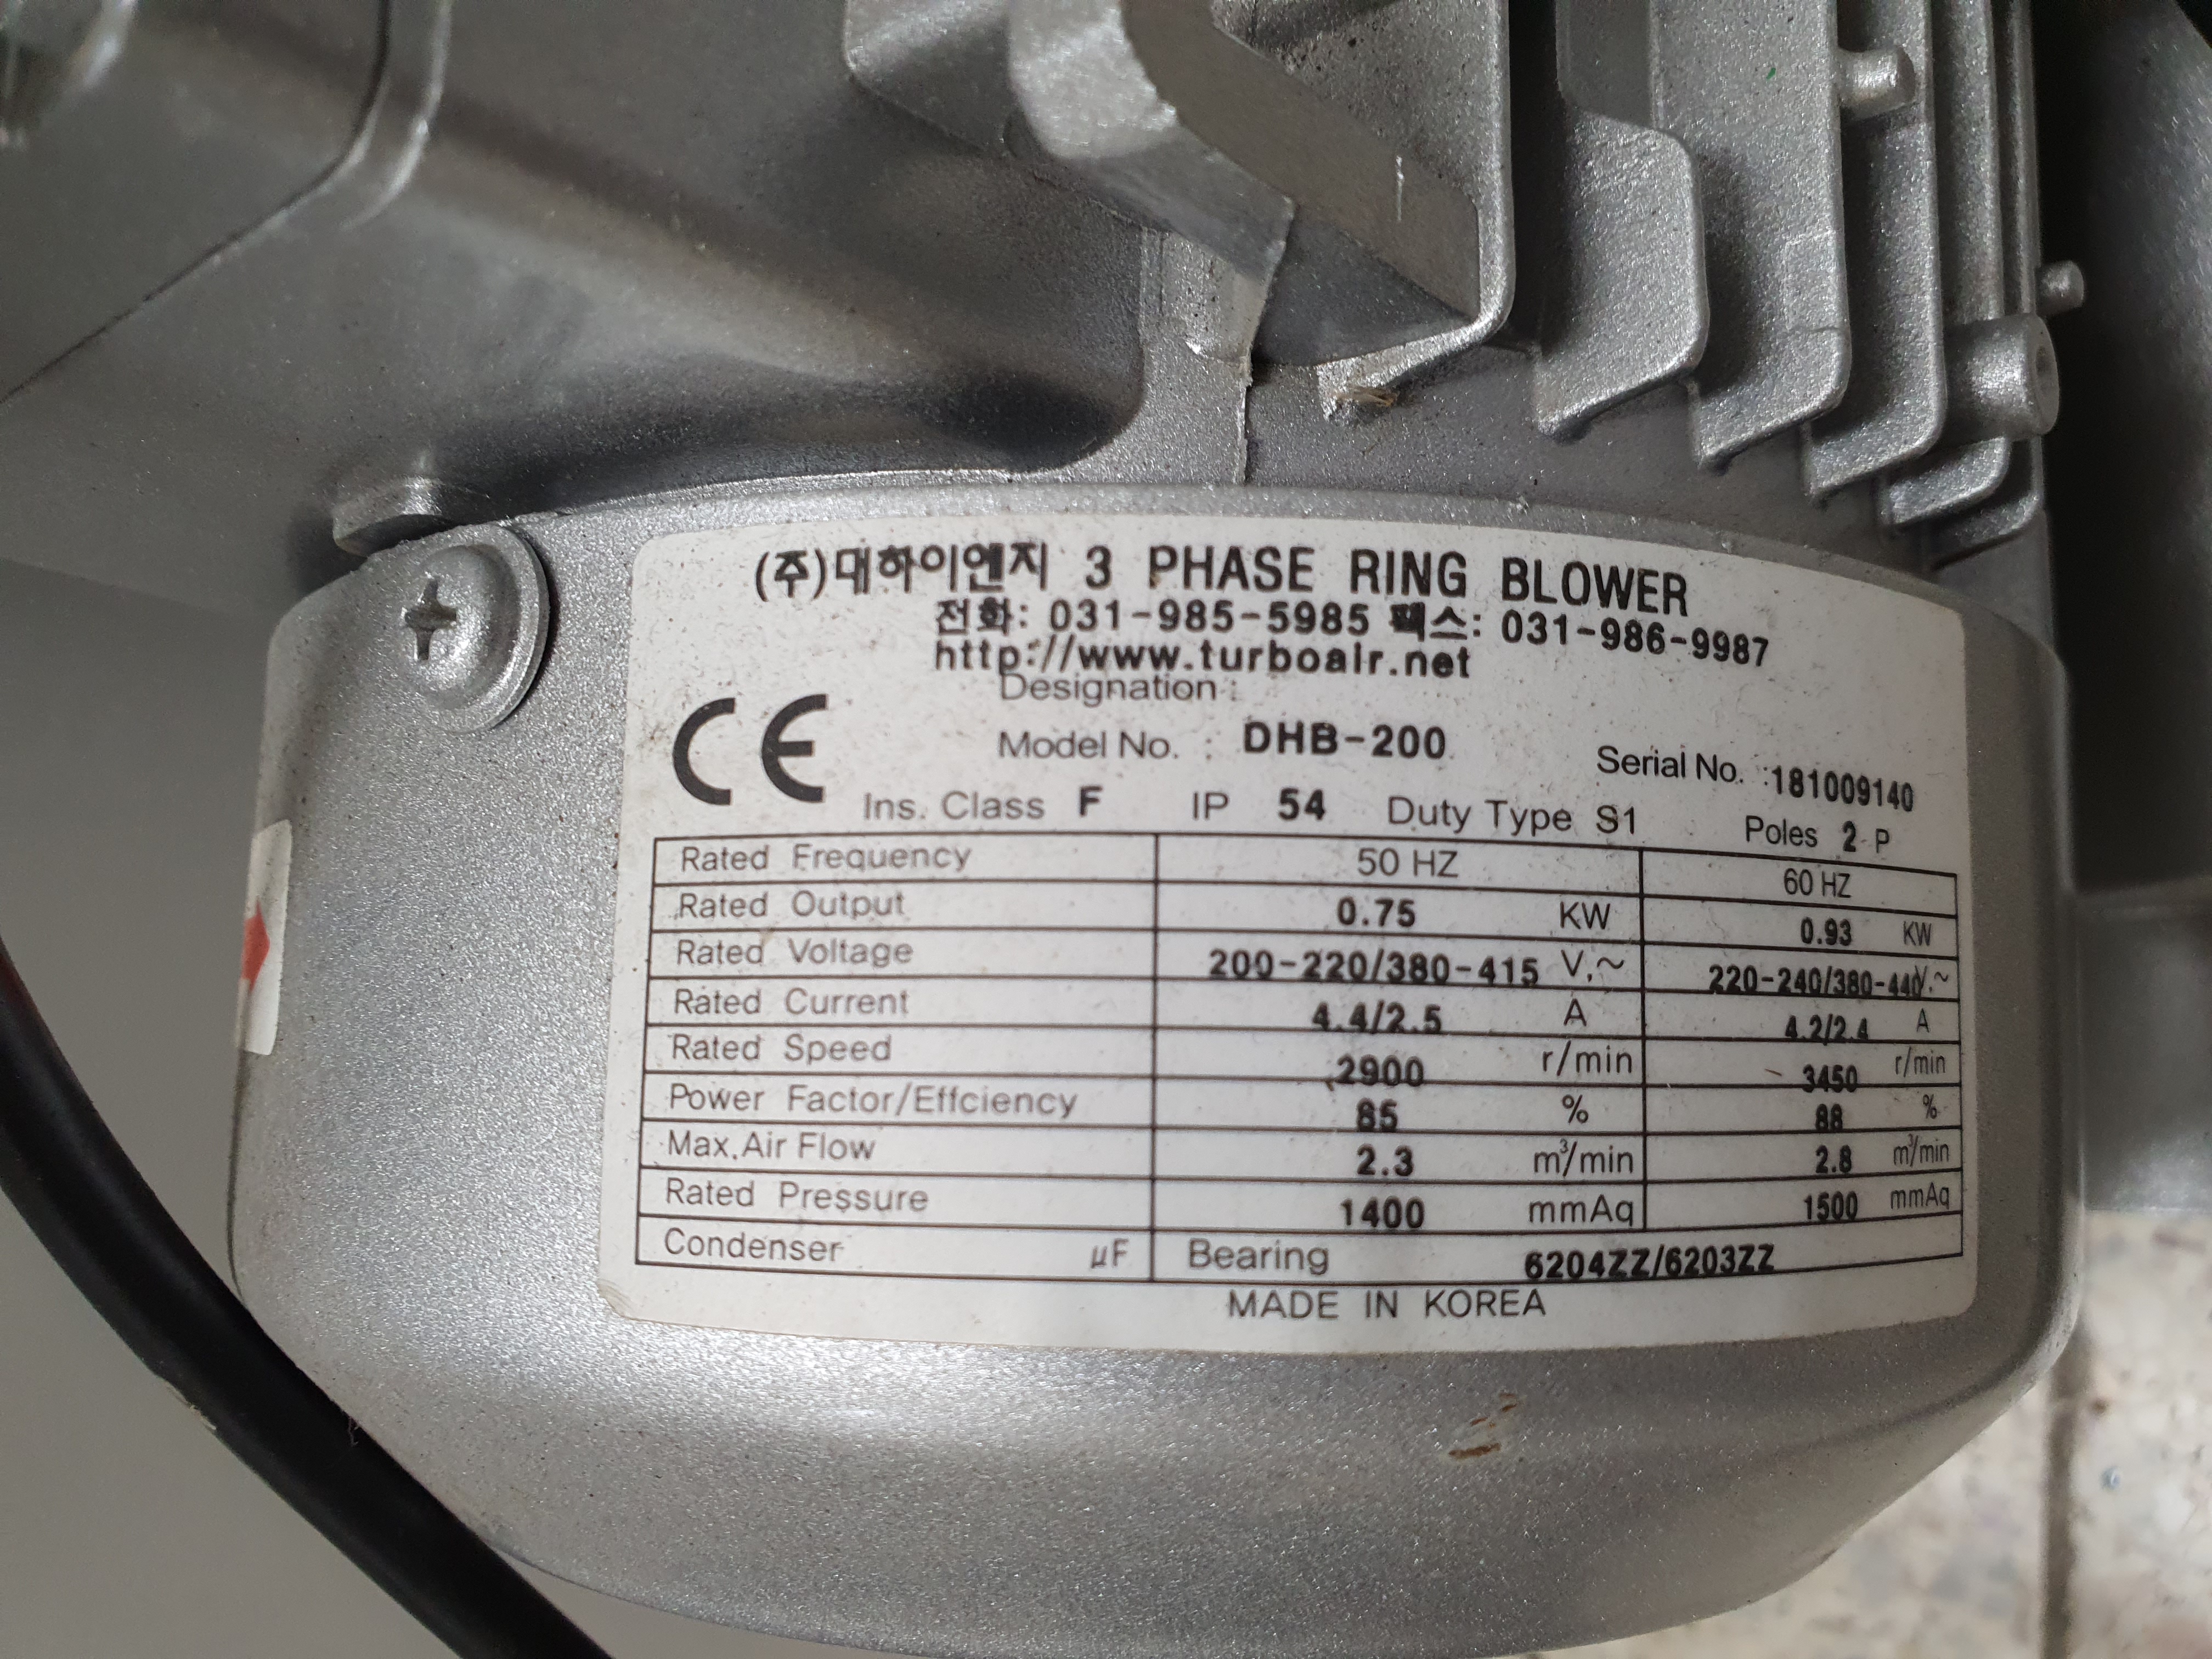 (주)대하이엔지 3 PHASE RING BLOWER
전화: 031-985-5985 팩스: 031-986-9987
http://www.turboair.net
Designation :
CE
Model No. : DHB-200 Serial No. :181009140
Ins. Class F IP 54 Duty Type S1 Poles 2 P
Rated Frequency 50 HZ 60 HZ
Rated Output 0.75 KW 0.93 KW
Rated Voltage 200-220/380-415 V.~ 220-240/380-440V.~
Rated Current 4.4/2.5 A 4.2/2.4 A
Rated Speed 2900 r/min 3450 r/min
Power Factor/Effciency 85 % 88 %
Max.Air Flow 2.3 m³/min 2.8 m³/min
Rated Pressure 1400 mmAq 1500 mmAq
Condenser µF Bearing 6204ZZ/6203ZZ
MADE IN KOREA